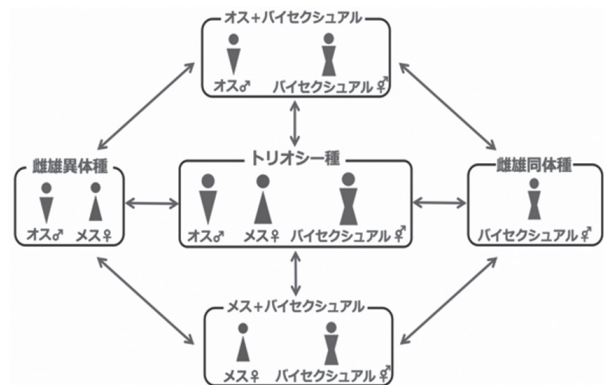 オス+バイセクシュアル
オス♂ バイセクシュアル⚥
雌雄異体種
オス♂ メス♀
トリオシー種
オス♂ メス♀ バイセクシュアル⚥
雌雄同体種
バイセクシュアル⚥
メス+バイセクシュアル
メス♀ バイセクシュアル⚥